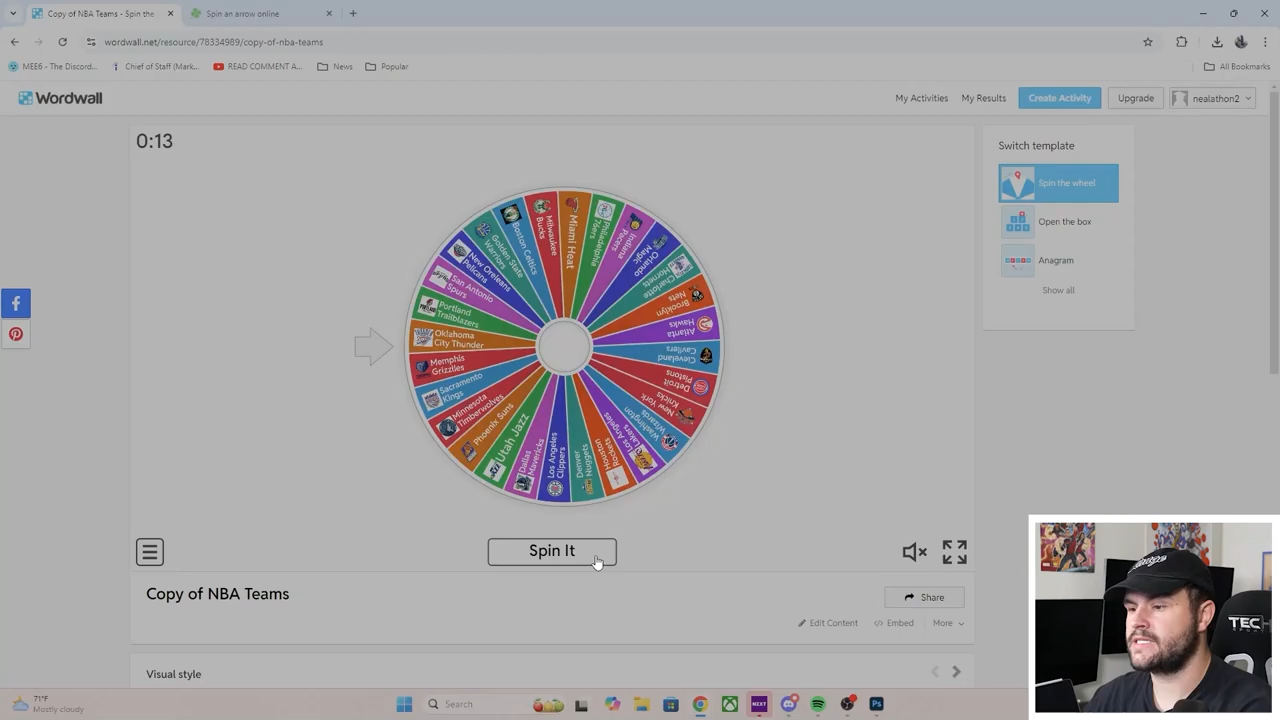 Copy of NBA Teams - Spin the
Spin an arrow online
wordwall.net/resource/78334989/copy-of-nba-teams
MEE6 - The Discord...
Chief of Staff (Mark...
READ COMMENT A...
News
Popular
All Bookmarks
Wordwall
My Activities
My Results
Create Activity
Upgrade
nealathon2
0:13
Switch template
Spin the wheel
Open the box
Anagram
Show all
Miami Heat
Philadelphia
76ers
Indiana
Pacers
Orlando
Magic
Charlotte
Hornets
Brooklyn
Nets
Atlanta
Hawks
Cleveland
Cavliers
Detroit
Pistons
New York
Knicks
Washington
Wizards
Los Angeles
Lakers
Houston
Rockets
Denver
Nuggets
Los Angeles
Clippers
Dallas
Mavericks
Utah Jazz
Phoenix Suns
Minnesota
Timberwolves
Sacramento
Kings
Memphis
Grizzlies
Oklahoma
City Thunder
Portland
Trailblazers
San Antonio
Spurs
New Oreleans
Pelicans
Golden State
Warriors
Boston Celtics
Milwaukee
Bucks
Spin It
Copy of NBA Teams
Share
Edit Content
Embed
More
Visual style
71°F
Mostly cloudy
Search
NEXT
Ps
TECH